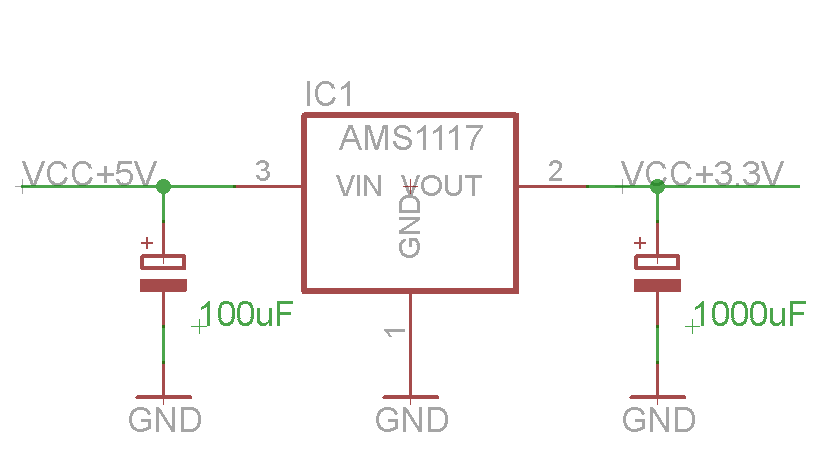 IC1
AMS1117
VCC+5V
3
VIN
VOUT
2
VCC+3.3V
GND
+
+
100uF
1
1000uF
GND
GND
GND